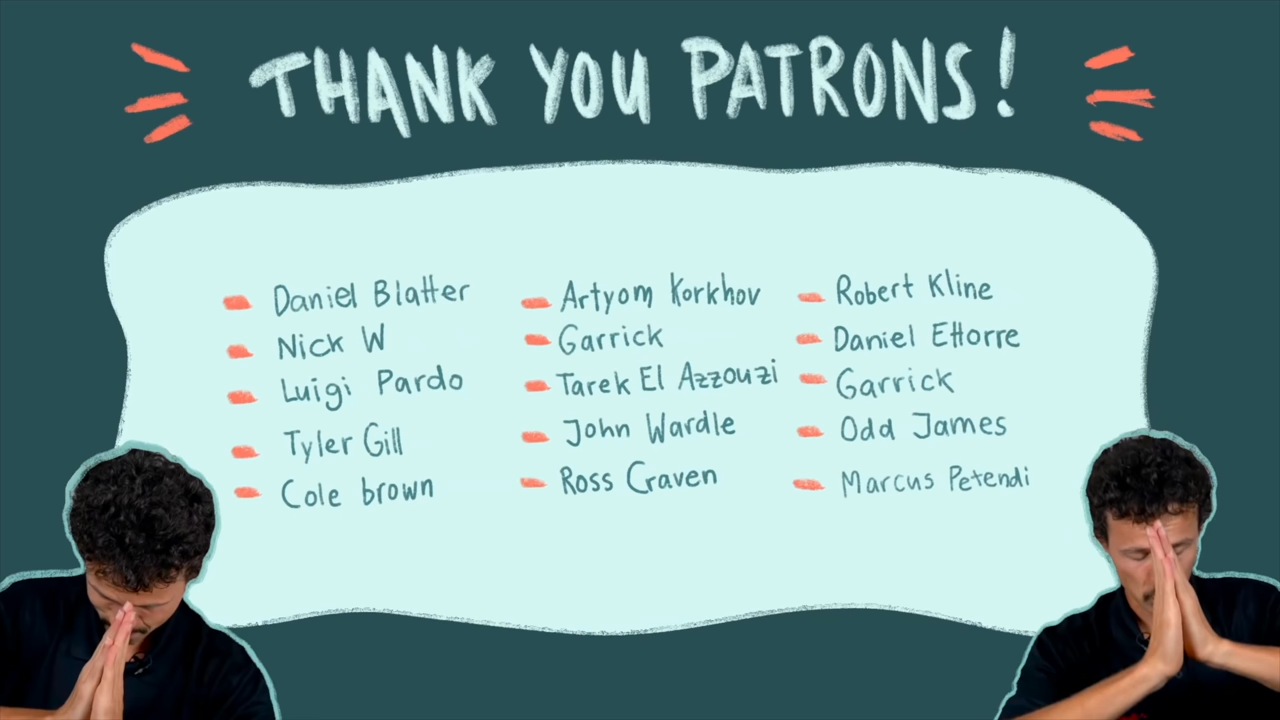 THANK YOU PATRONS!
Daniel Blatter
Nick W
Luigi Pardo
Tyler Gill
Cole brown
Artyom Korkhov
Garrick
Tarek El Azzouzi
John Wardle
Ross Craven
Robert Kline
Daniel Ettorre
Garrick
Odd James
Marcus Petendi